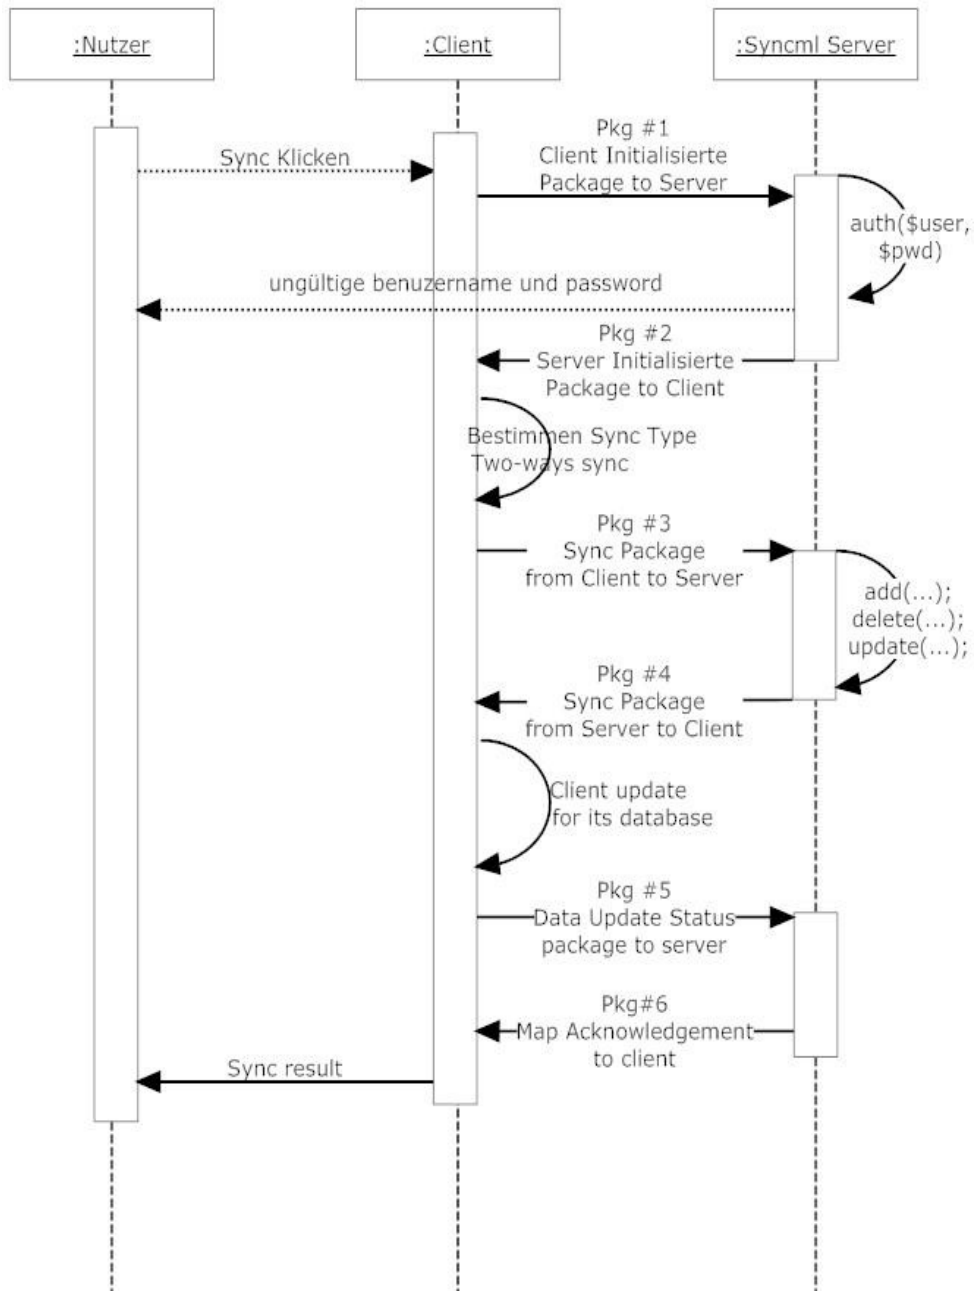 :Nutzer
:Client
:Syncml Server
Pkg #1
Sync Klicken
Client Initialisierte
Package to Server
auth($user,
$pwd)
ungültige benuzername und password
Pkg #2
Server Initialisierte
Package to Client
Bestimmen Sync Type
Two-ways sync
Pkg #3
Sync Package
from Client to Server
add(...);
delete(...);
update(...);
Pkg #4
Sync Package
from Server to Client
Client update
for its database
Pkg #5
Data Update Status
package to server
Pkg#6
Map Acknowledgement
to client
Sync result